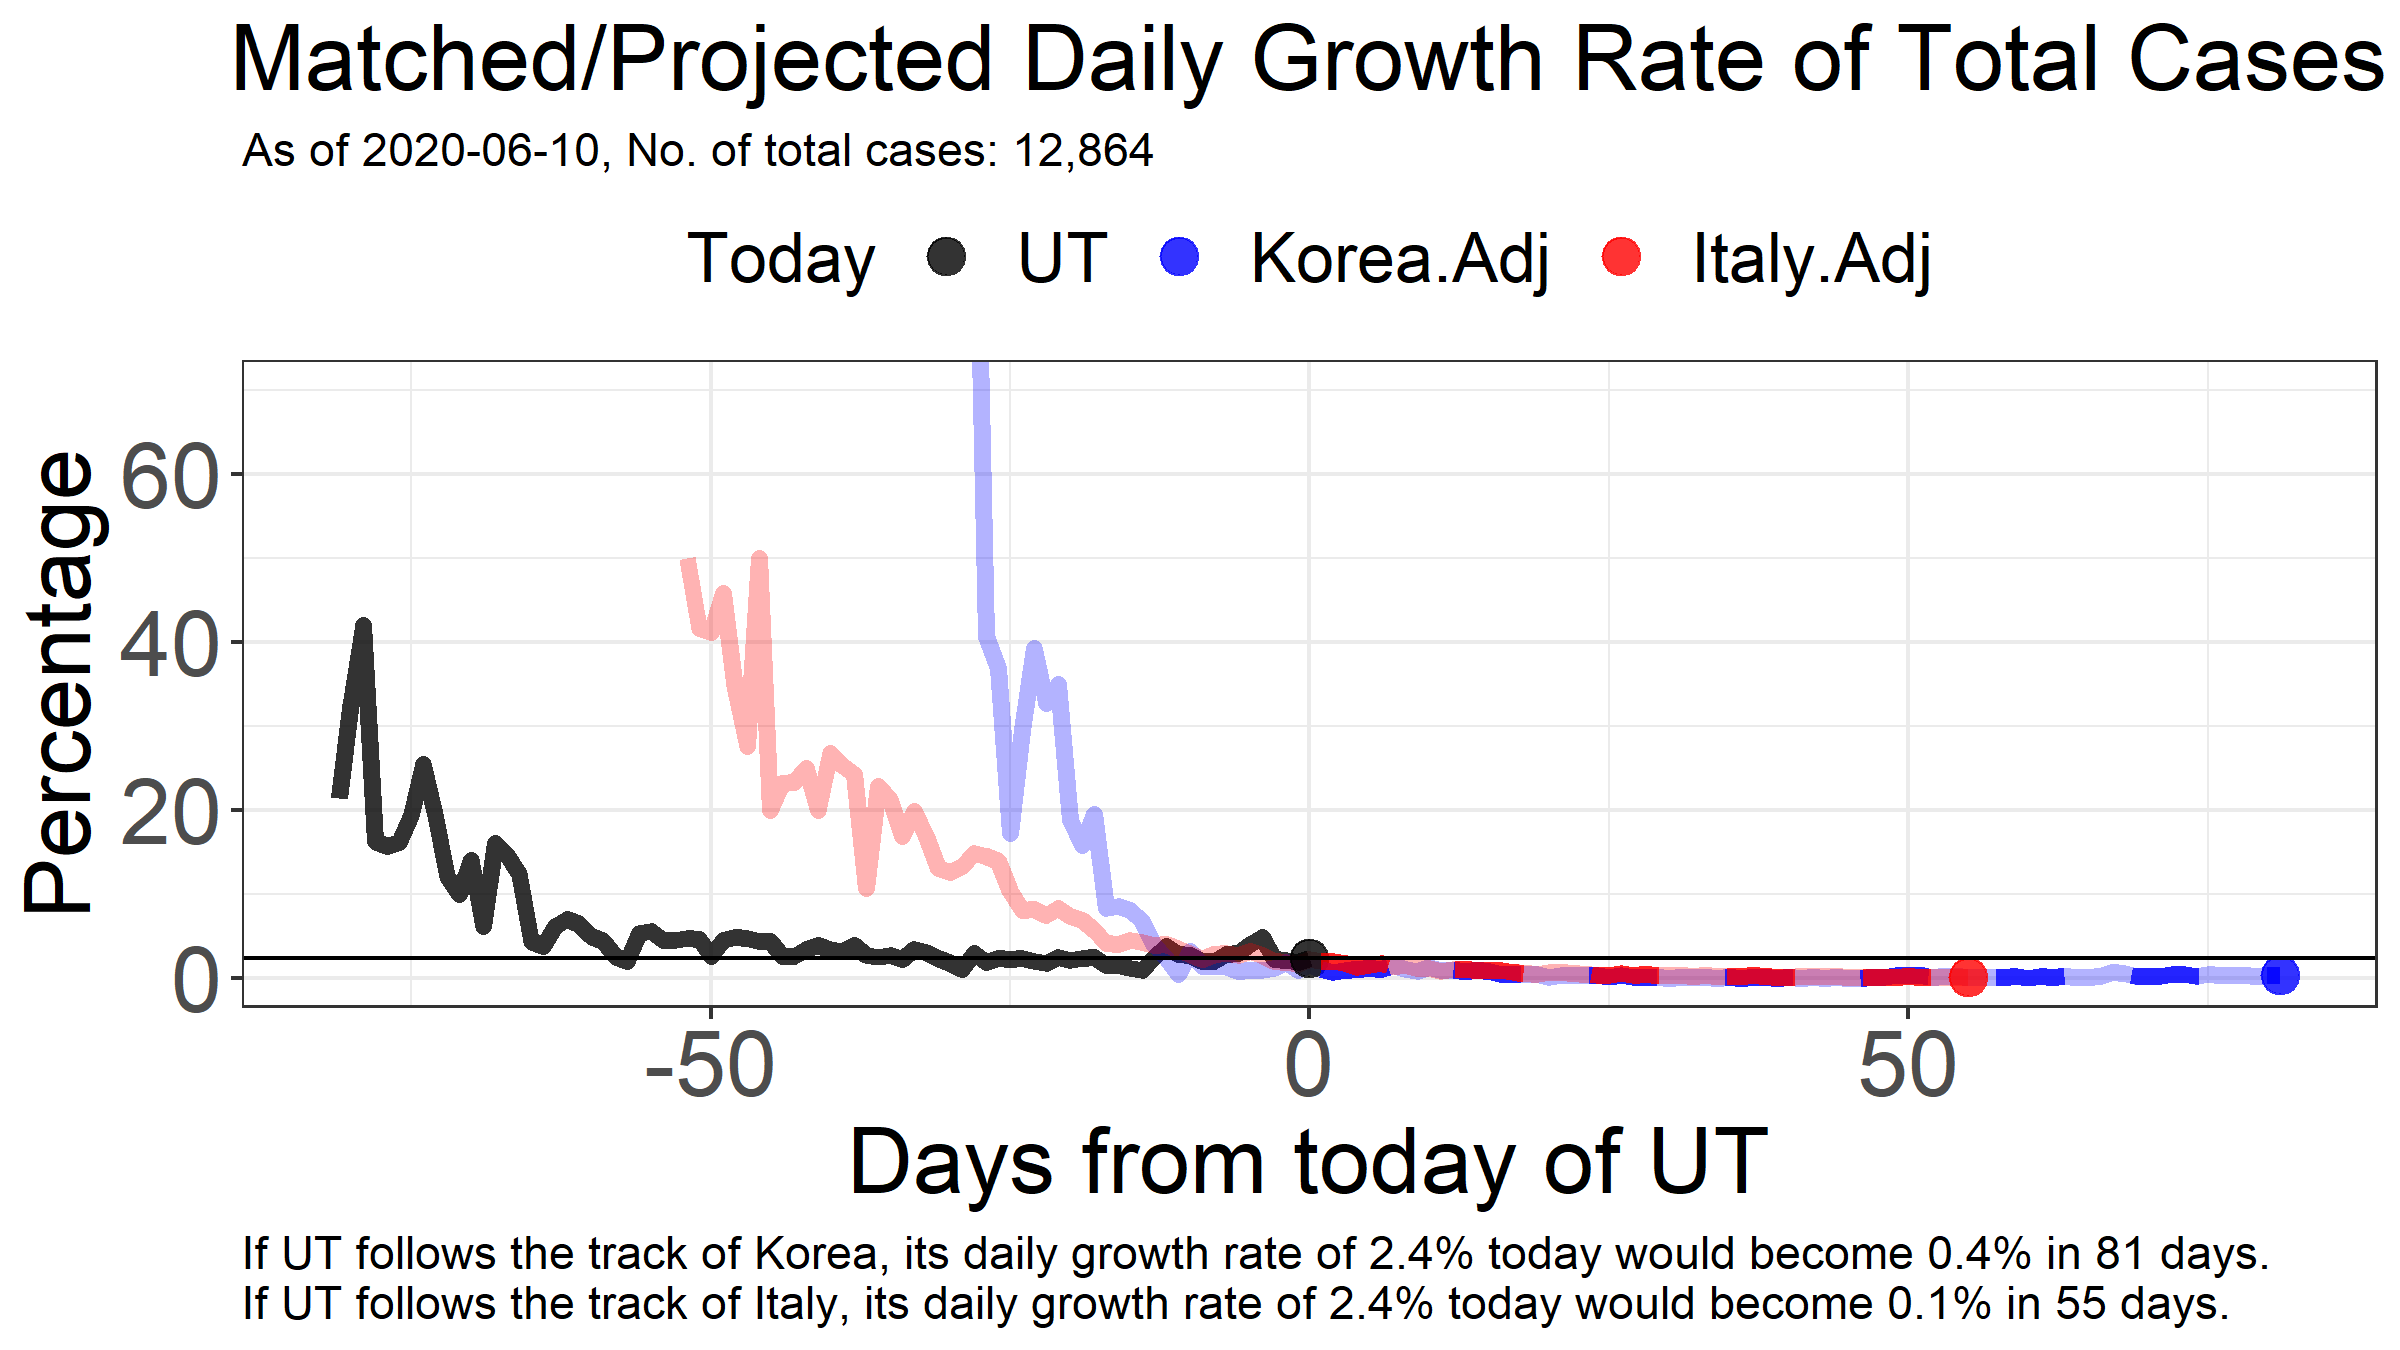 Matched/Projected Daily Growth Rate of Total Cases
As of 2020-06-10, No. of total cases: 12,864
Today UT Korea.Adj Italy.Adj
60
40
20
0
Percentage
-50 0 50
Days from today of UT
If UT follows the track of Korea, its daily growth rate of 2.4% today would become 0.4% in 81 days.
If UT follows the track of Italy, its daily growth rate of 2.4% today would become 0.1% in 55 days.